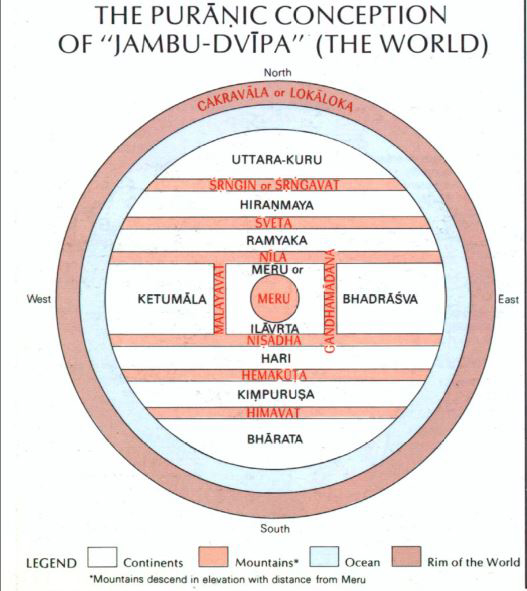 THE PURĀṆIC CONCEPTION
OF "JAMBU-DVĪPA" (THE WORLD)
North
CAKRAVĀLA or LOKĀLOKA
UTTARA-KURU
ŚṚṄGIN or ŚṚṄGAVAT
HIRAṆMAYA
ŚVETA
RAMYAKA
NĪLA
MERU or
West
KETUMĀLA
MĀLAYAVAT
MERU
GANDHAMĀDANA
BHADRĀŚVA
East
ILĀVṚTA
NIṢADHA
HARI
HEMAKŪṬA
KIMPURUṢA
HIMAVAT
BHĀRATA
South
LEGEND Continents Mountains* Ocean Rim of the World
*Mountains descend in elevation with distance from Meru